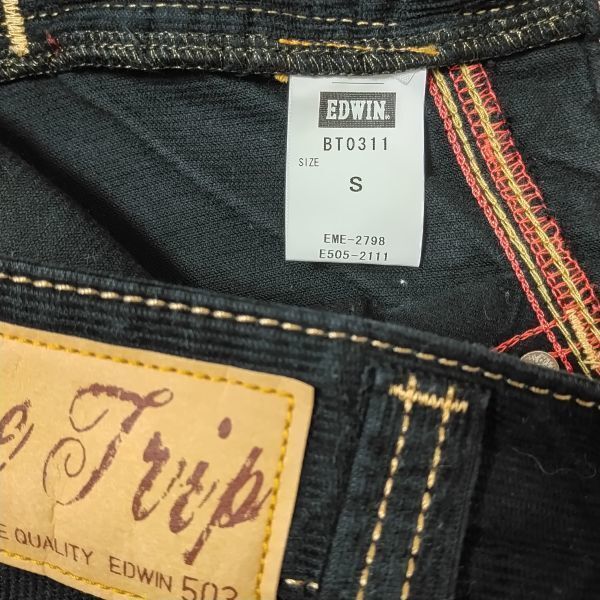 EDWIN
BT0311
SIZE
S
EME-2798
E505-2111
Trip
QUALITY EDWIN 503